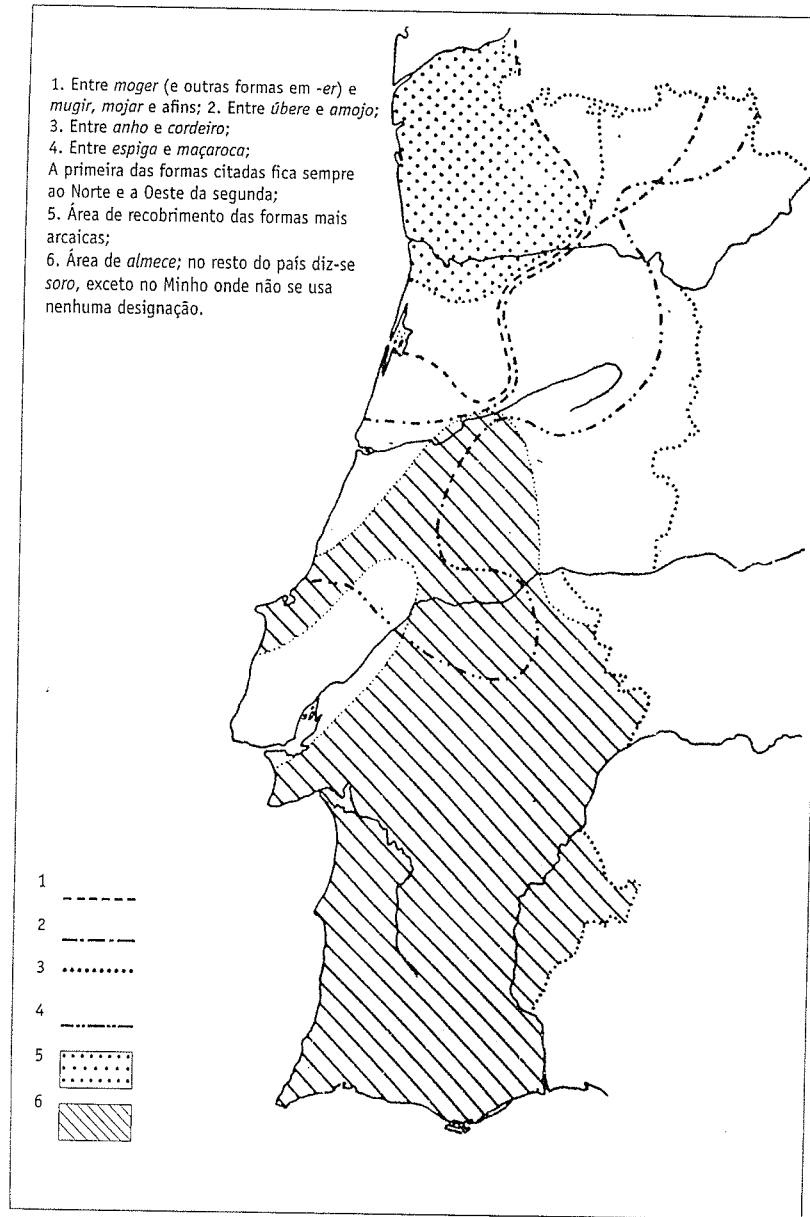 1. Entre moger (e outras formas em -er) e
mugir, mojar e afins; 2. Entre úbere e amojo;
3. Entre anho e cordeiro;
4. Entre espiga e maçaroca;
A primeira das formas citadas fica sempre
ao Norte e a Oeste da segunda;
5. Área de recobrimento das formas mais
arcaicas;
6. Área de almece; no resto do país diz-se
soro, exceto no Minho onde não se usa
nenhuma designação.
1
2
3
4
5
6